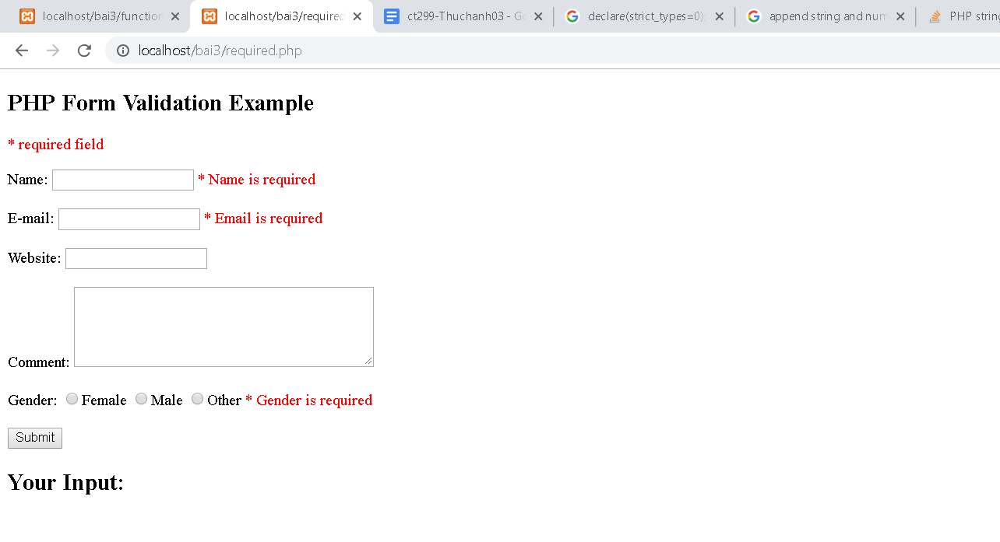 localhost/bai3/function
localhost/bai3/required
ct299-Thuchanh03 - Go
declare(strict_types=0);
append string and num
PHP string
localhost/bai3/required.php
PHP Form Validation Example
* required field
Name: * Name is required
E-mail: * Email is required
Website:
Comment:
Gender: Female Male Other * Gender is required
Submit
Your Input: